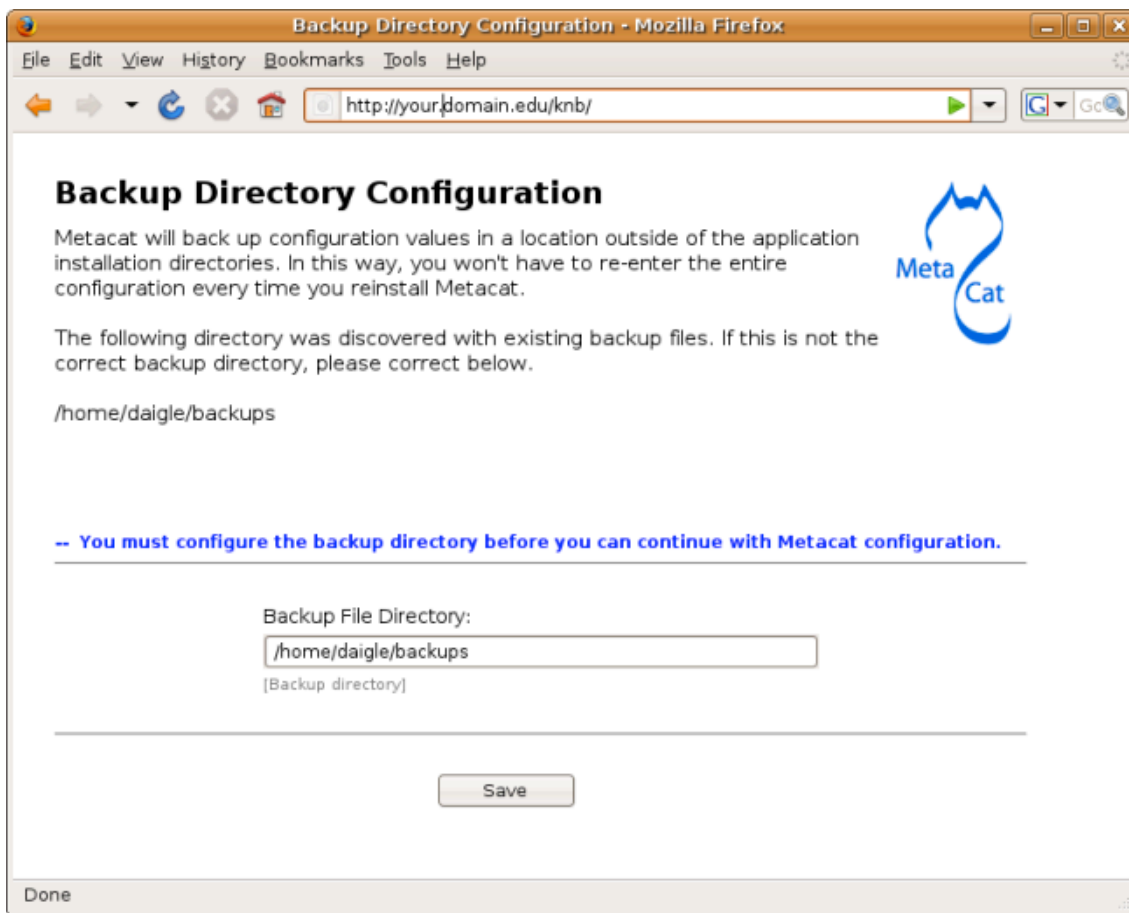 Backup Directory Configuration - Mozilla Firefox
File Edit View History Bookmarks Tools Help
http://your.domain.edu/knb/
G Go
Backup Directory Configuration
Metacat will back up configuration values in a location outside of the application
installation directories. In this way, you won't have to re-enter the entire
configuration every time you reinstall Metacat.
Meta
Cat
The following directory was discovered with existing backup files. If this is not the
correct backup directory, please correct below.
/home/daigle/backups
-- You must configure the backup directory before you can continue with Metacat configuration.
Backup File Directory:
/home/daigle/backups
[Backup directory]
Save
Done